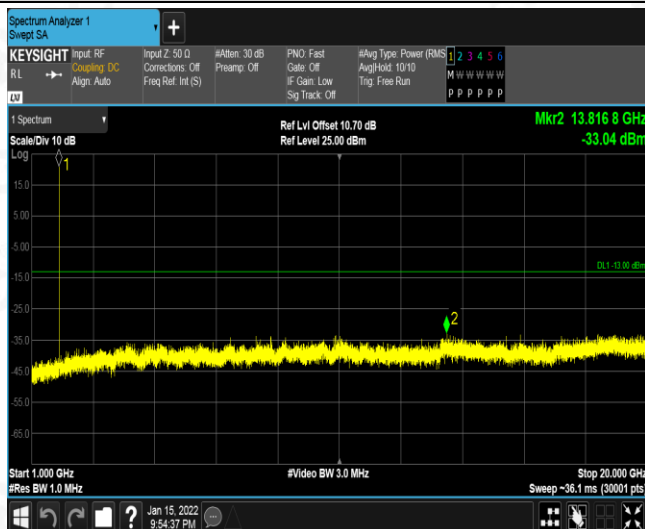 Spectrum Analyzer 1
Swept SA
+
KEYSIGHT
RL
Input: RF
Coupling: DC
Align: Auto
Input Z: 50 Ω
Corrections: Off
Freq Ref: Int (S)
#Atten: 30 dB
Preamp: Off
PNO: Fast
Gate: Off
IF Gain: Low
Sig Track: Off
#Avg Type: Power (RMS
Avg|Hold: 10/10
Trig: Free Run
1 2 3 4 5 6
M W W W W W
P P P P P P
1 Spectrum
Scale/Div 10 dB
Ref Lvl Offset 10.70 dB
Ref Level 25.00 dBm
Mkr2 13.816 8 GHz
-33.04 dBm
Log
1
15.0
5.00
-5.00
DL1 -13.00 dBm
-15.0
-25.0
2
-35.0
-45.0
-55.0
-65.0
Start 1.000 GHz
#Video BW 3.0 MHz
Stop 20.000 GHz
#Res BW 1.0 MHz
Sweep ~36.1 ms (30001 pts)
?
Jan 15, 2022
9:54:37 PM